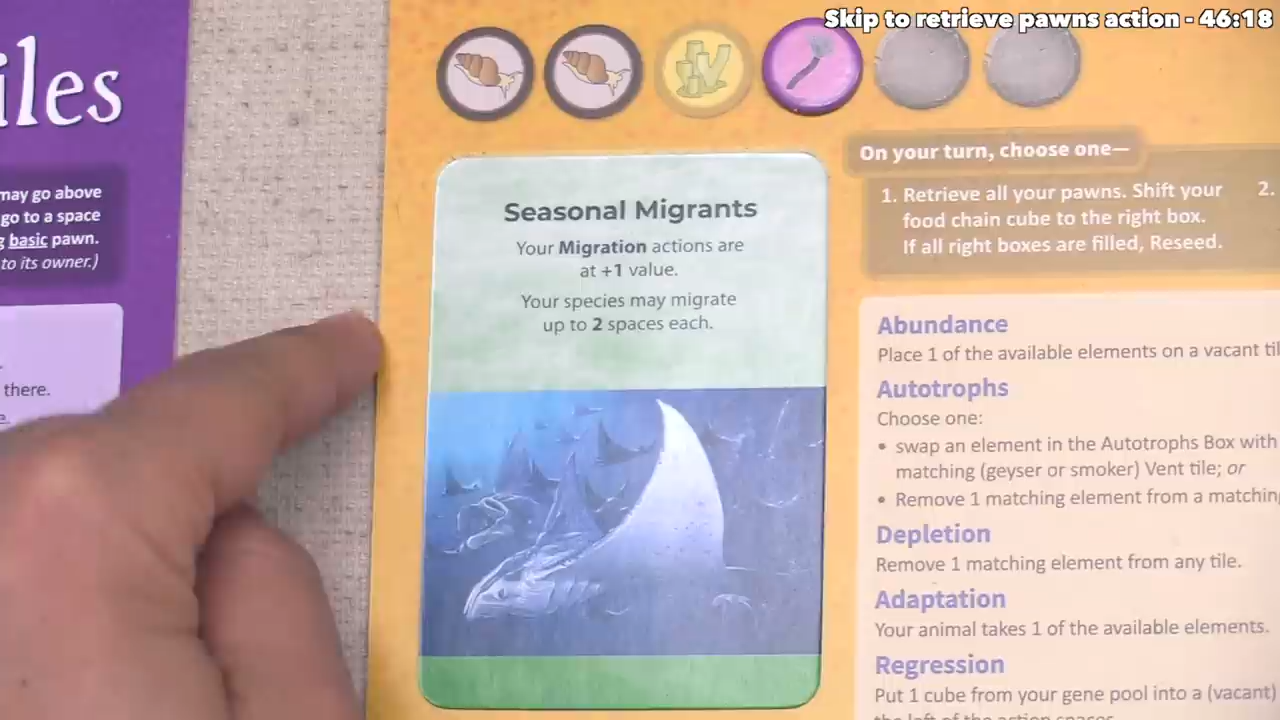 Skip to retrieve pawns action - 46:18
iles
may go above
go to a space
basic pawn.
to its owner.)
there.
Seasonal Migrants
Your Migration actions are
at +1 value.
Your species may migrate
up to 2 spaces each.
On your turn, choose one—
1. Retrieve all your pawns. Shift your
food chain cube to the right box.
If all right boxes are filled, Reseed.
2.
Abundance
Place 1 of the available elements on a vacant
Autotrophs
Choose one:
• swap an element in the Autotrophs Box with
matching (geyser or smoker) Vent tile; or
• Remove 1 matching element from a matching
Depletion
Remove 1 matching element from any tile.
Adaptation
Your animal takes 1 of the available elements.
Regression
Put 1 cube from your gene pool into a (vacant)
the left of the action spaces